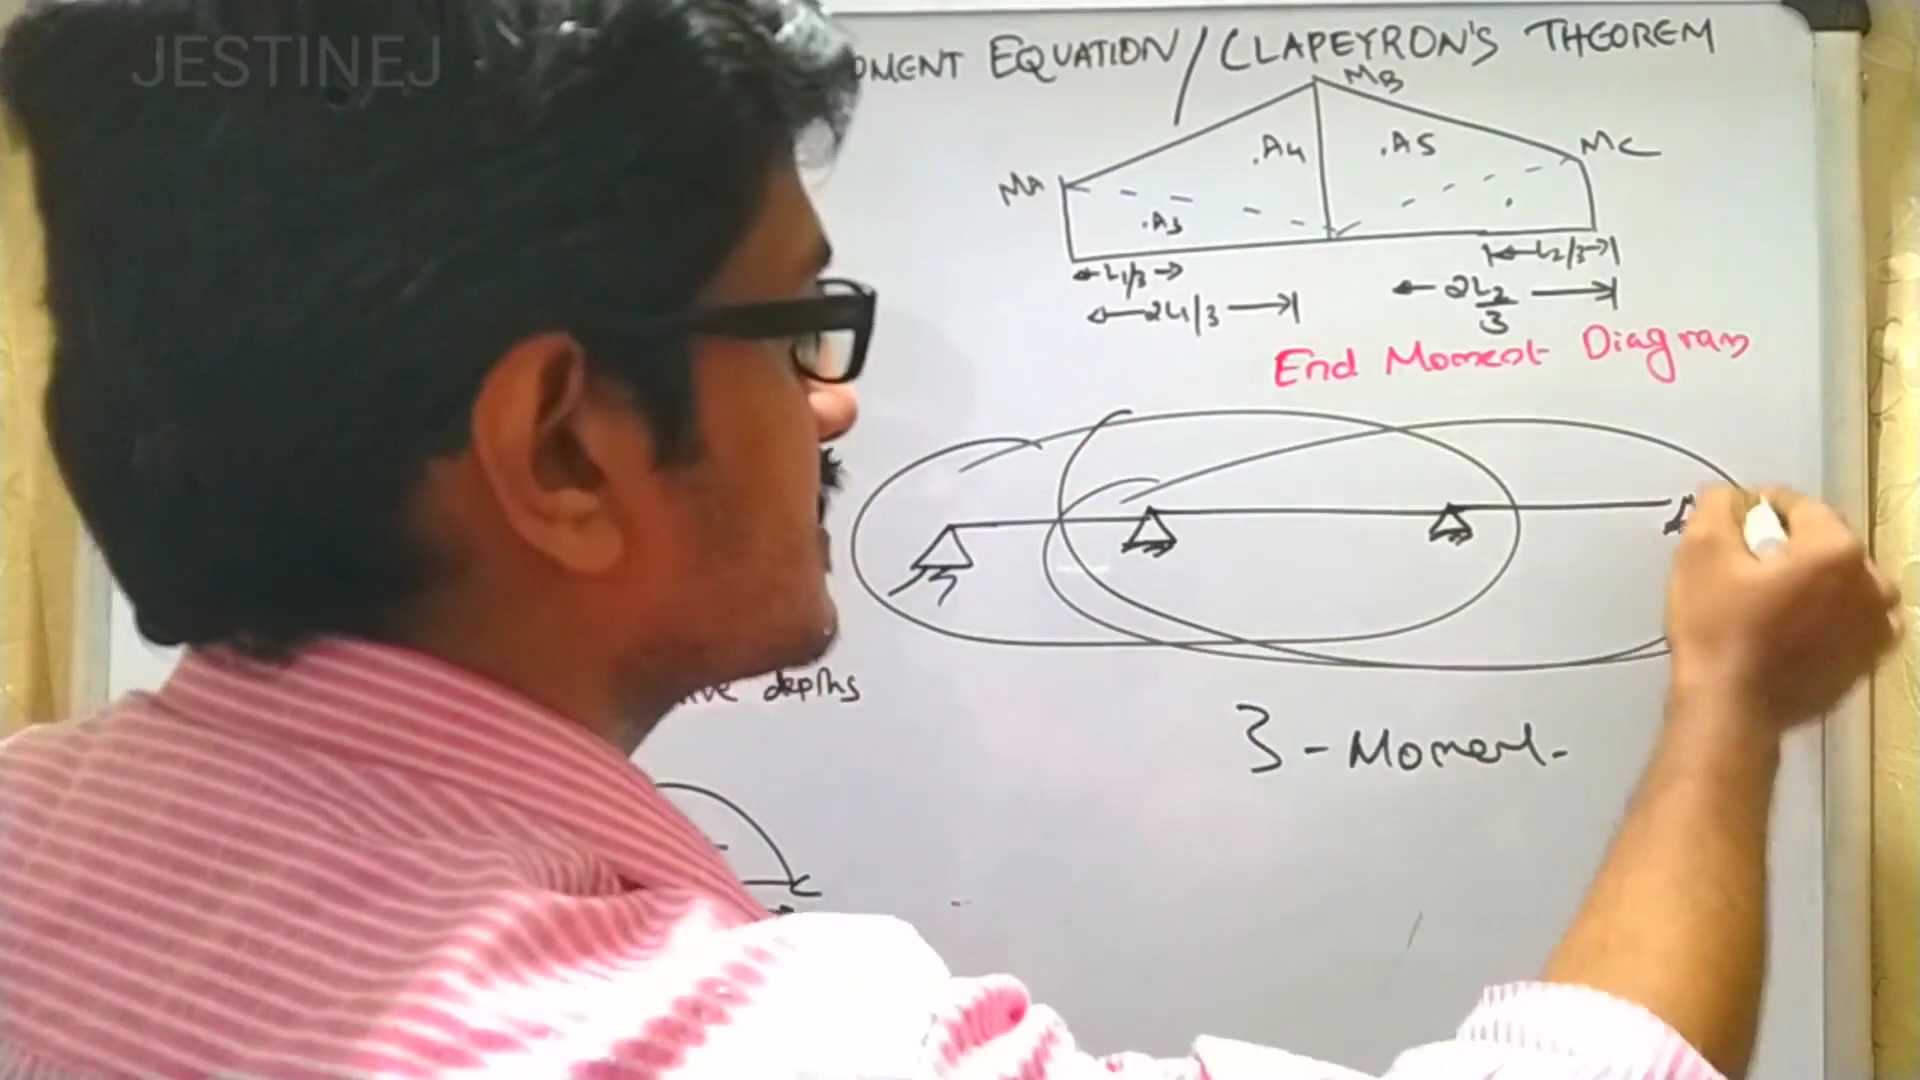 JESTINEJ
OMENT EQUATION / CLAPEYRON'S THEOREM
MB
.A4 .A5 MC
MA
.A3
L1/3 L2/3
2L1/3 2L2/3
End Moment Diagram
depths
3 - Moment-